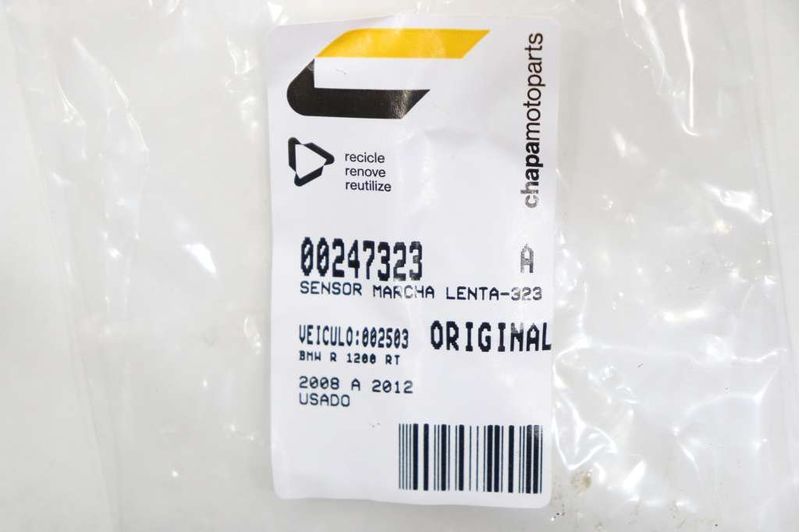 chapamotoparts
recicle
renove
reutilize
00247323 A
SENSOR MARCHA LENTA-323
VEICULO:002503 ORIGINAL
BMW R 1200 RT
2008 A 2012
USADO